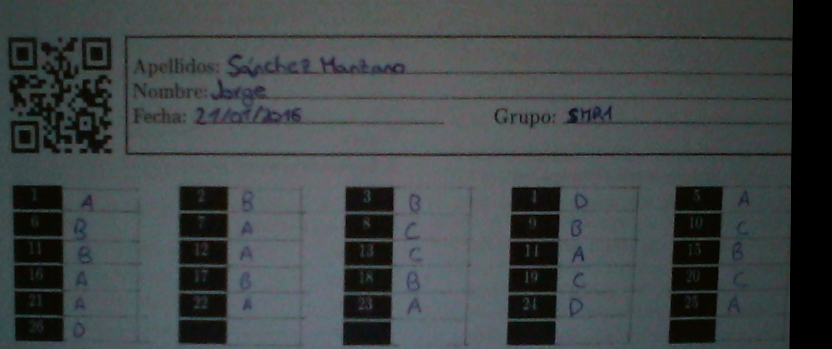 Apellidos: Sánchez Manzano
Nombre: Jorge
Fecha: 21/01/2016 Grupo: SMR1
1 A 2 B 3 B 4 D 5 A
6 B 7 A 8 C 9 B 10 C
11 B 12 A 13 C 14 A 15 B
16 A 17 B 18 B 19 C 20 C
21 A 22 A 23 A 24 D 25 A
26 D